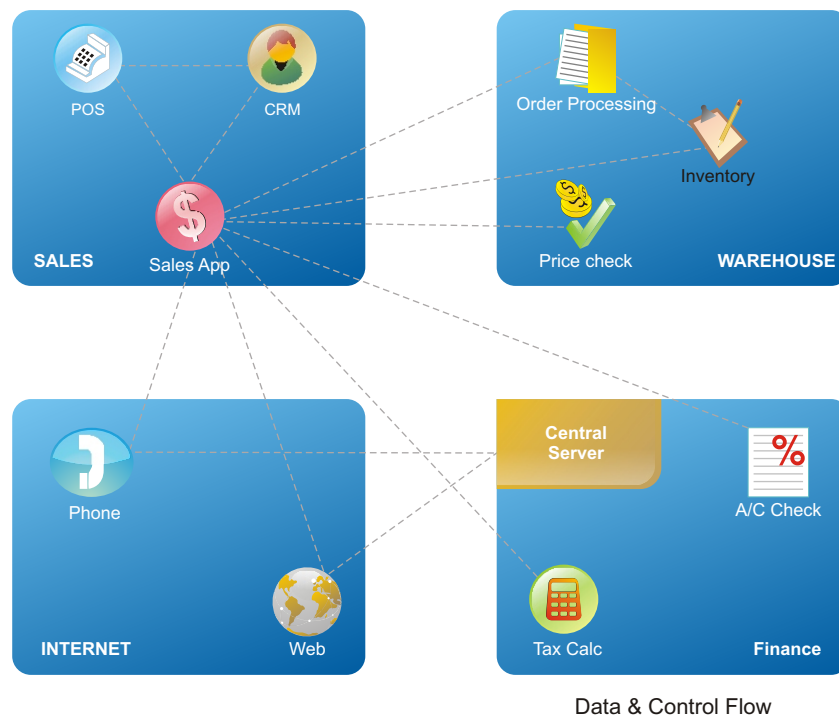 POS
CRM
Sales App
SALES
Order Processing
Inventory
$
$
$
Price check
WAREHOUSE
Phone
Web
INTERNET
Central
Server
%
A/C Check
Tax Calc
Finance
Data & Control Flow